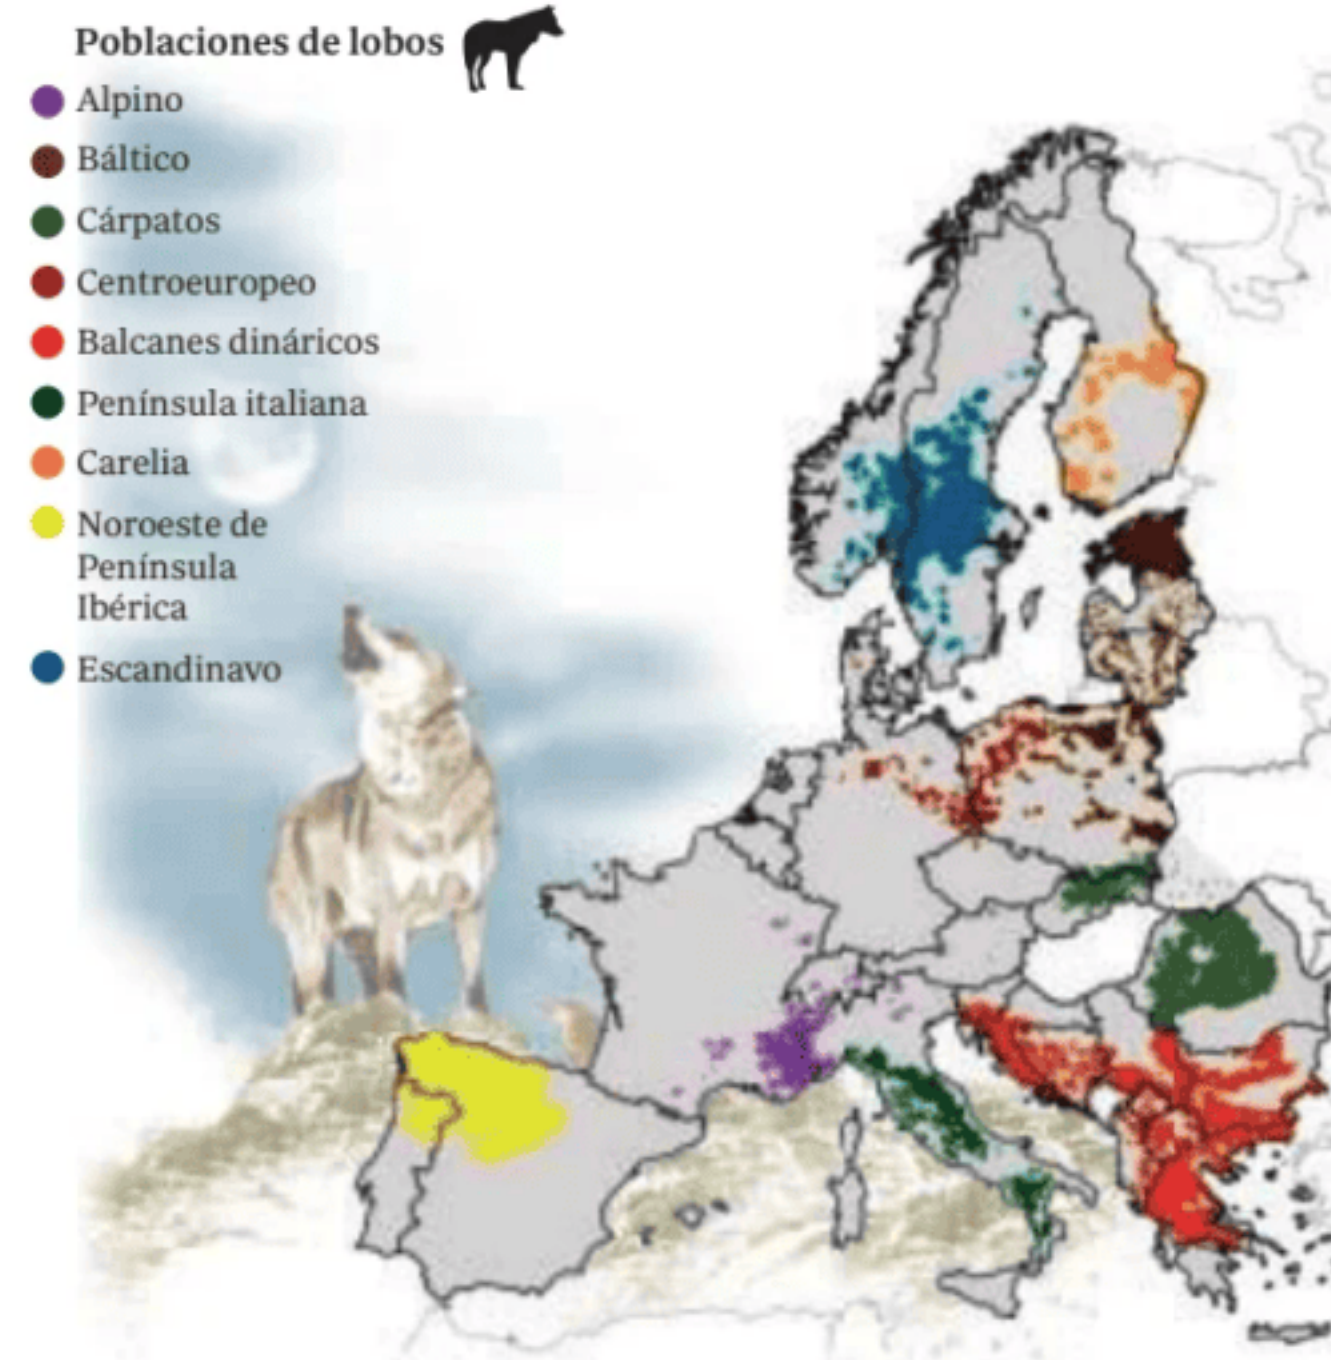 Poblaciones de lobos
Alpino
Báltico
Cárpatos
Centroeuropeo
Balcanes dináricos
Península italiana
Carelia
Noroeste de
Península
Ibérica
Escandinavo